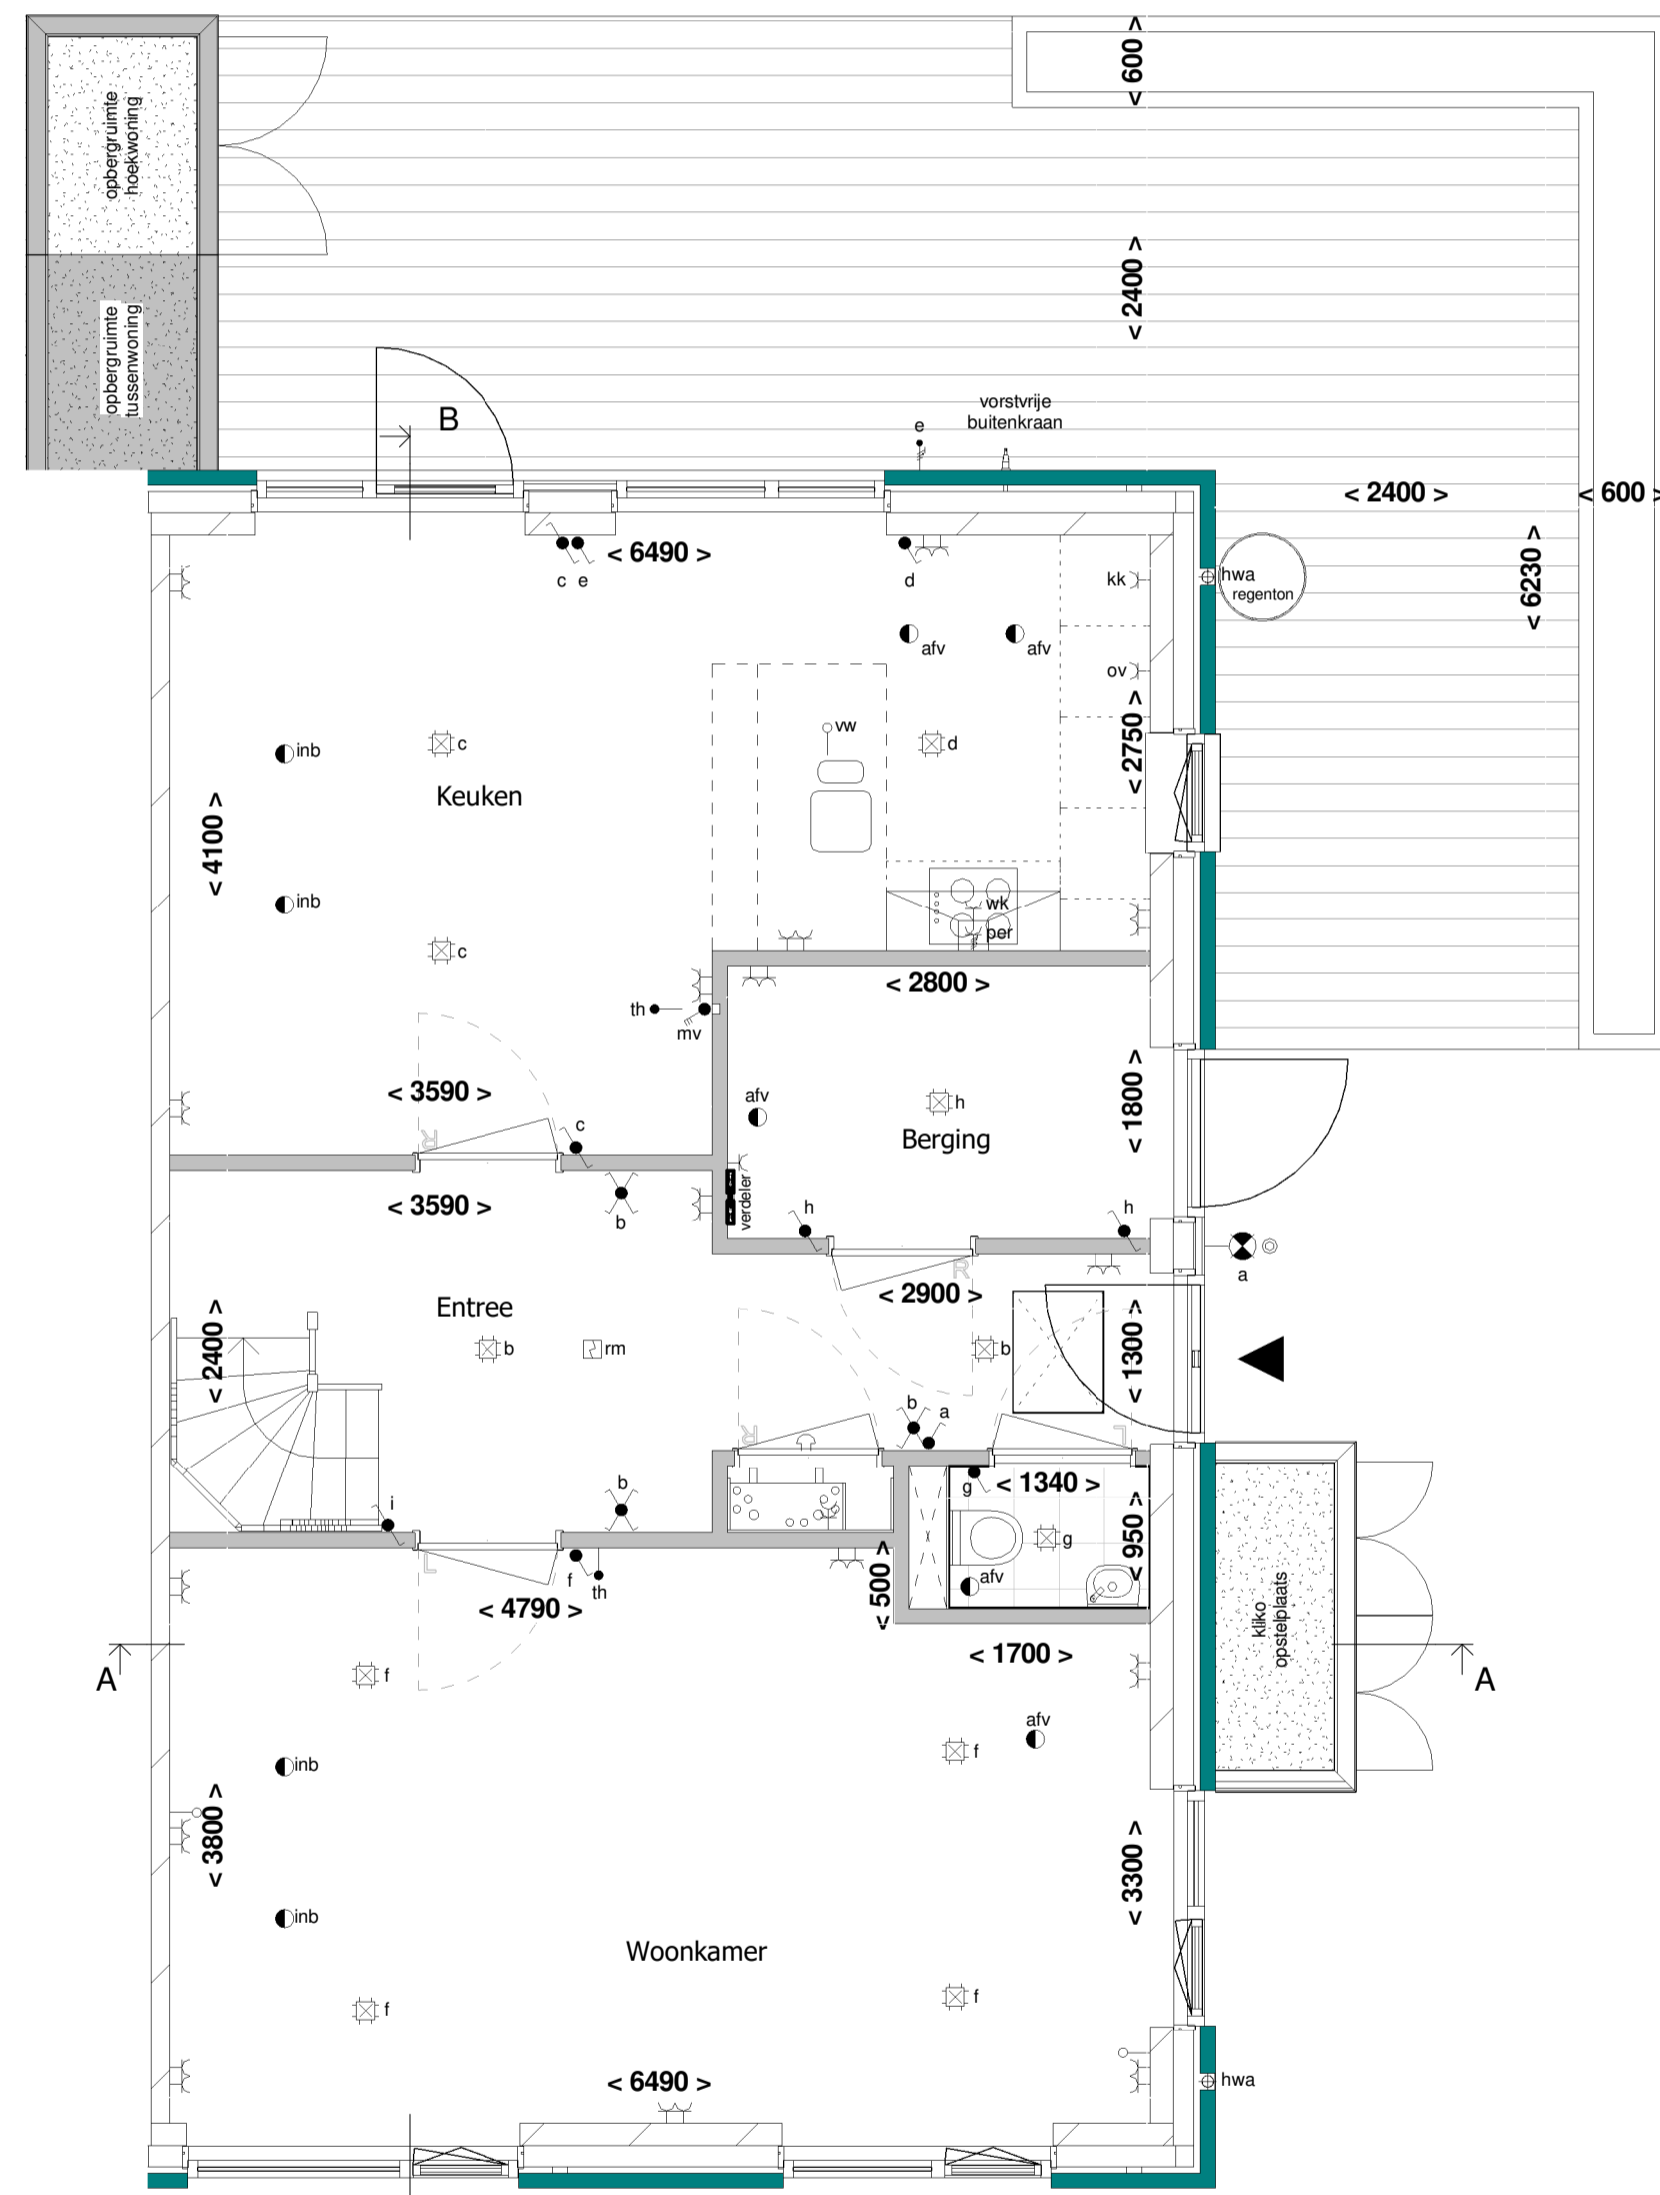 < 600 >
opbergruimte
hoekwoning
< 2400 >
opbergruimte
tussenwoning
B
vorstvrije
buitenkraan
e
< 2400 >
< 600 >
< 6490 >
c e
d
kk
hwa
regenton
< 6230 >
afv
afv
ov
vw
inb
c
d
< 2750 >
Keuken
< 4100 >
inb
wk
per
c
< 2800 >
th
mv
< 3590 >
afv
h
c
Berging
< 1800 >
verdeler
R
< 3590 >
b
h
h
a
R
< 2900 >
Entree
< 2400 >
b
rm
b
< 1300 >
b
a
R
L
i
b
g
< 1340 >
g
< 950 >
afv
L
f
th
< 500 >
< 4790 >
kliko
opstelplaats
A
< 1700 >
A
f
afv
f
inb
< 3800 >
< 3300 >
inb
Woonkamer
f
f
< 6490 >
hwa